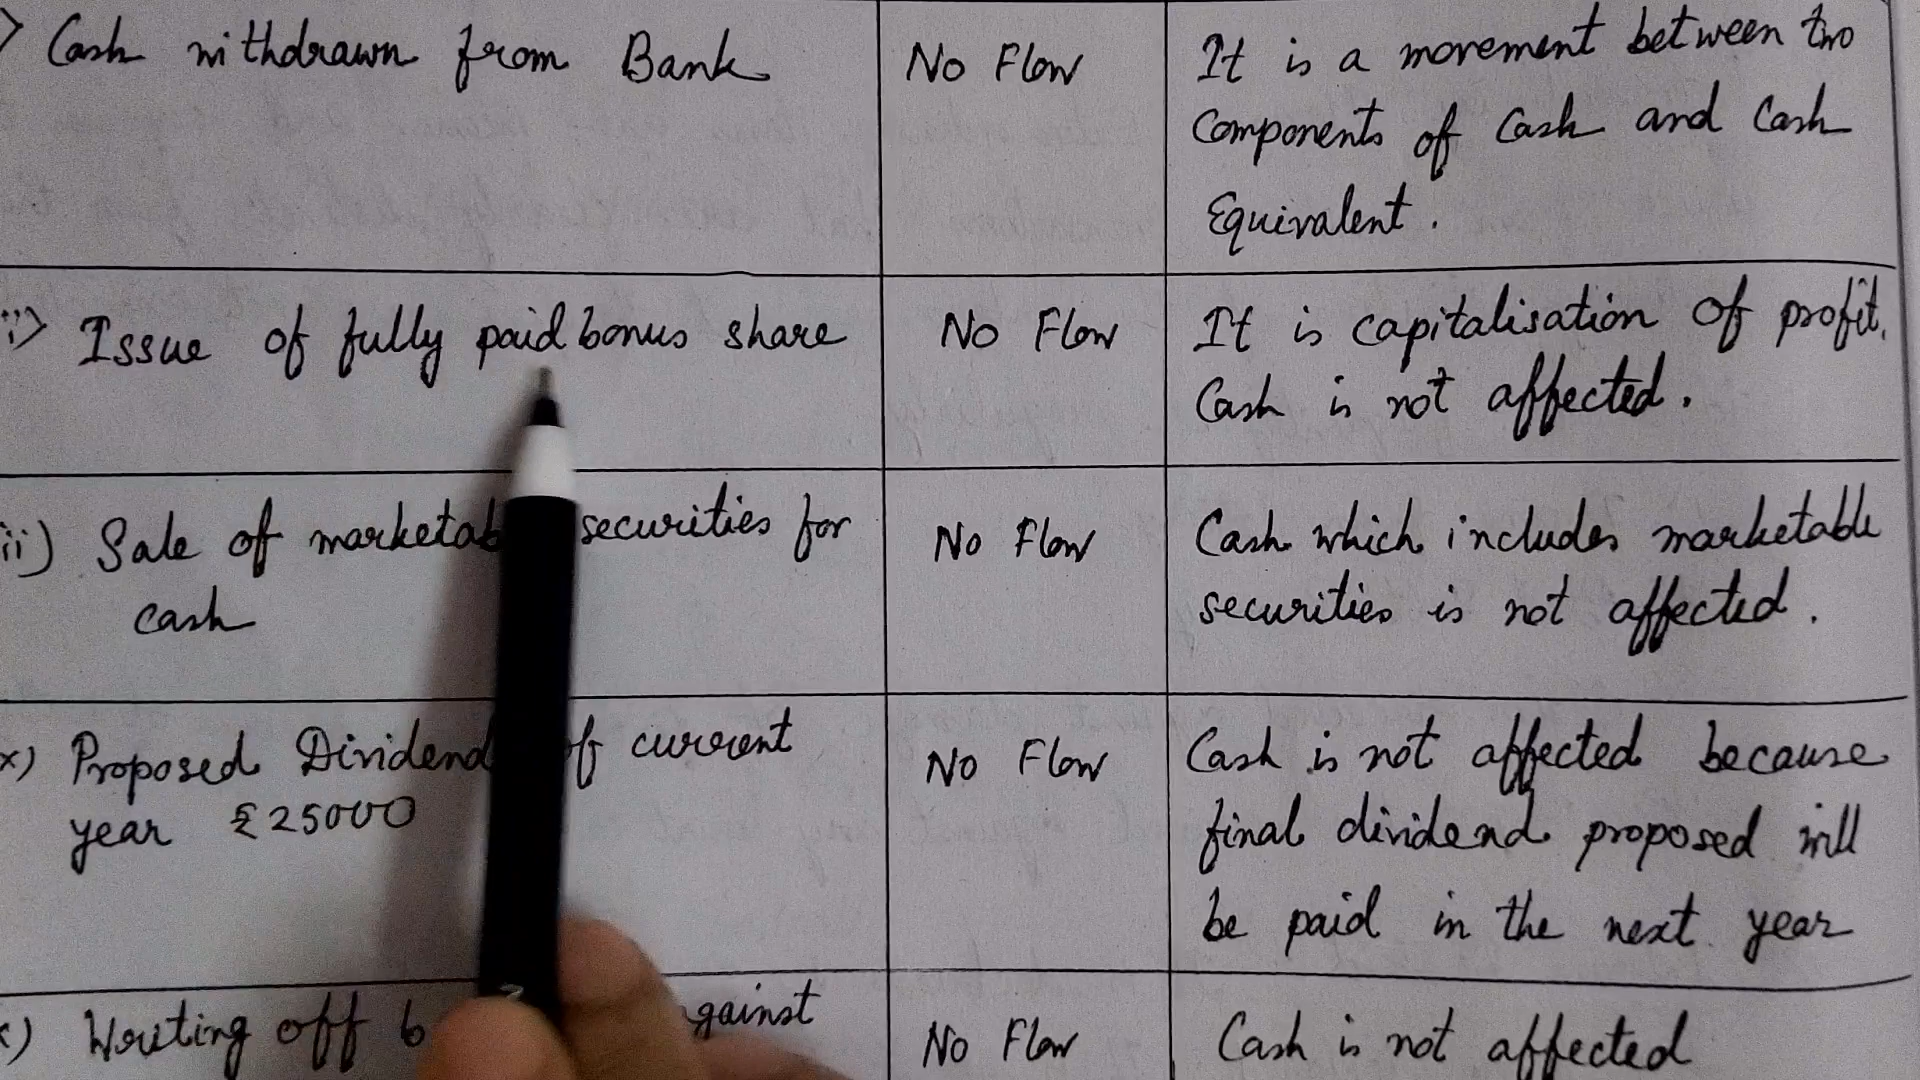 Cash withdrawn from Bank
No Flow
It is a movement between two
components of Cash and Cash
Equivalent.
Issue of fully paid bonus share
No Flow
It is capitalisation of profit.
Cash is not affected.
ii) Sale of marketab securities for
cash
No Flow
Cash which includes marketable
securities is not affected.
x) Proposed Dividend of current
year ₹25000
No Flow
Cash is not affected because
final dividend proposed will
be paid in the next year
Writing off b gainst
No Flow
Cash is not affected